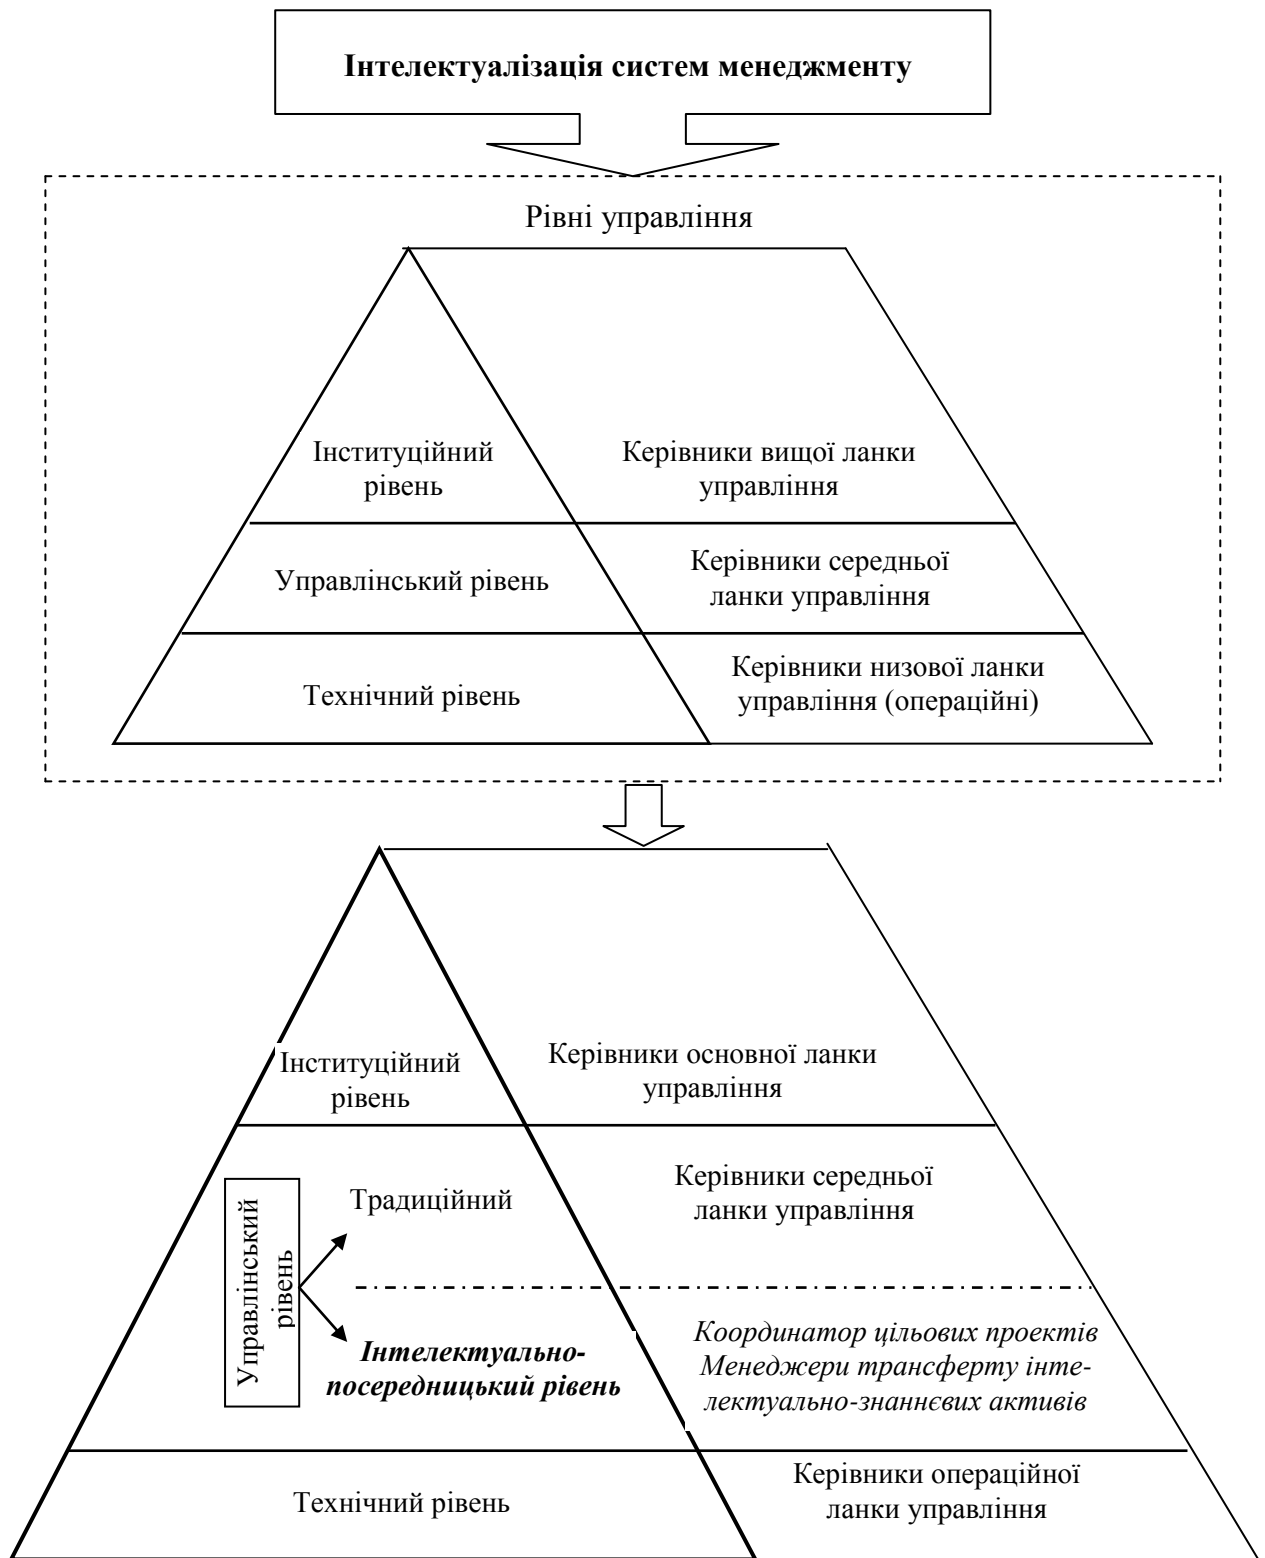 Інтелектуалізація систем менеджменту
Рівні управління
Інституційний
рівень
Керівники вищої ланки
управління
Управлінський рівень
Керівники середньої
ланки управління
Технічний рівень
Керівники низової ланки
управління (операційні)
Інституційний
рівень
Керівники основної ланки
управління
Управлінський
рівень
Традиційний
Керівники середньої
ланки управління
Інтелектуально-
посередницький рівень
Координатор цільових проектів
Менеджери трансферту інте-
лектуально-знаннєвих активів
Технічний рівень
Керівники операційної
ланки управління